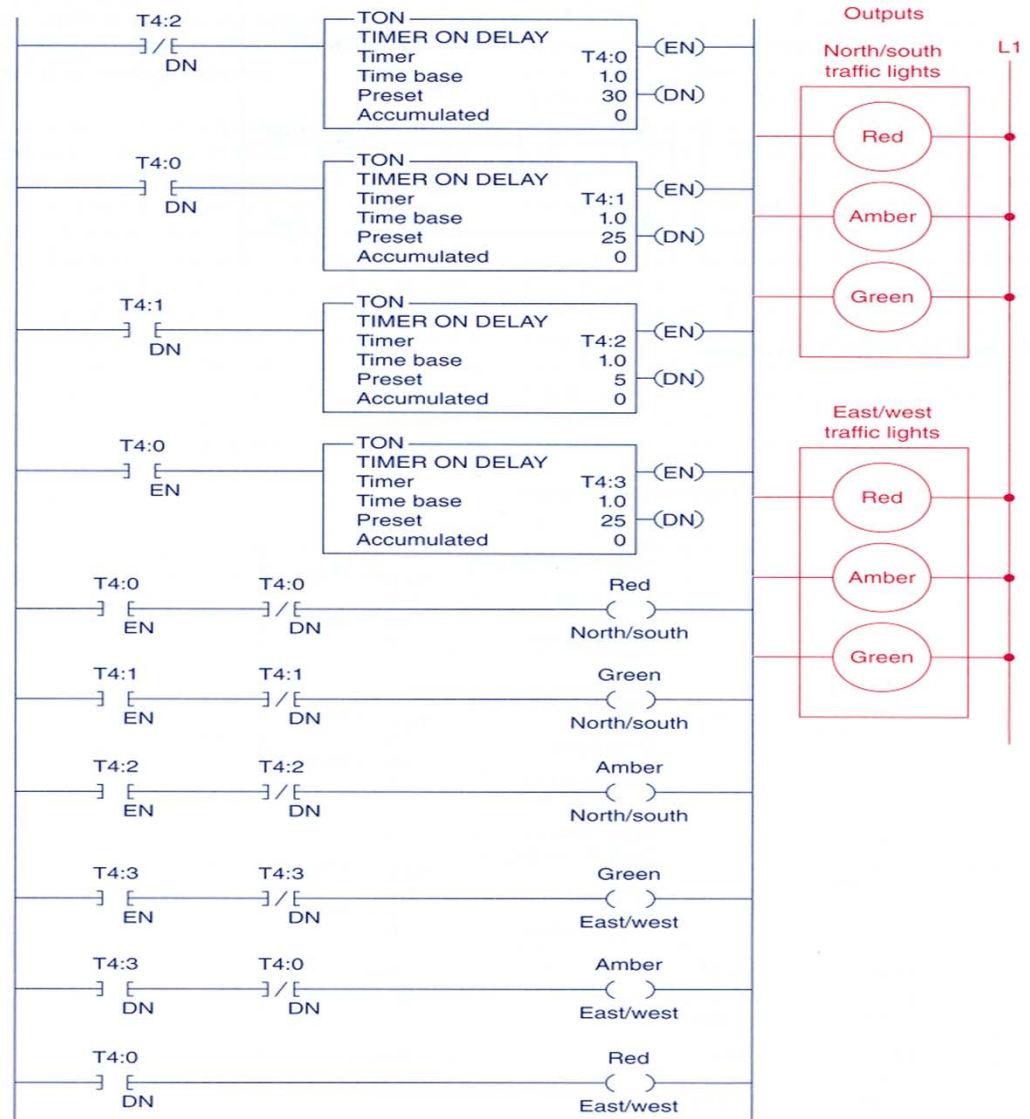 T4:2
DN
TON
TIMER ON DELAY
Timer T4:0
Time base 1.0
Preset 30
Accumulated 0
(EN)
(DN)
T4:0
DN
TON
TIMER ON DELAY
Timer T4:1
Time base 1.0
Preset 25
Accumulated 0
(EN)
(DN)
T4:1
DN
TON
TIMER ON DELAY
Timer T4:2
Time base 1.0
Preset 5
Accumulated 0
(EN)
(DN)
T4:0
EN
TON
TIMER ON DELAY
Timer T4:3
Time base 1.0
Preset 25
Accumulated 0
(EN)
(DN)
T4:0 T4:0 Red
EN DN North/south
T4:1 T4:1 Green
EN DN North/south
T4:2 T4:2 Amber
EN DN North/south
T4:3 T4:3 Green
EN DN East/west
T4:3 T4:0 Amber
DN DN East/west
T4:0 Red
DN East/west
Outputs
L1
North/south
traffic lights
Red
Amber
Green
East/west
traffic lights
Red
Amber
Green